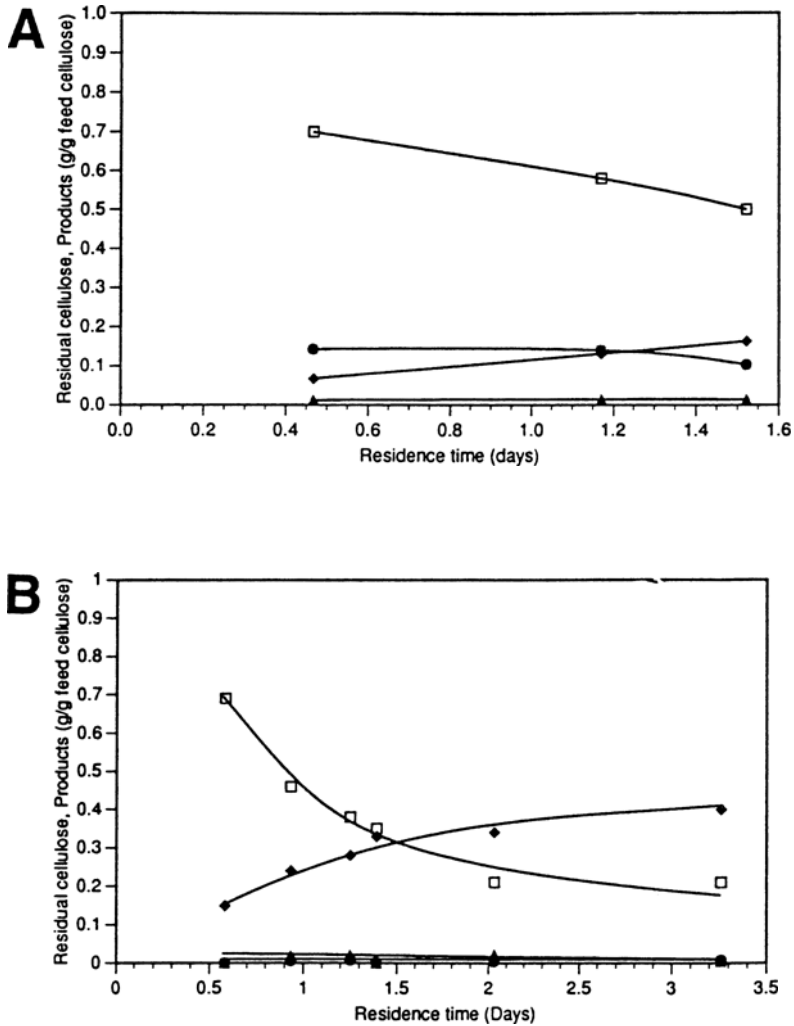 A
Residual cellulose, Products (g/g feed cellulose)
1.0
0.9
0.8
0.7
0.6
0.5
0.4
0.3
0.2
0.1
0.0
0.0 0.2 0.4 0.6 0.8 1.0 1.2 1.4 1.6
Residence time (days)
B
Residual cellulose, Products (g/g feed cellulose)
1
0.9
0.8
0.7
0.6
0.5
0.4
0.3
0.2
0.1
0
0 0.5 1 1.5 2 2.5 3 3.5
Residence time (Days)